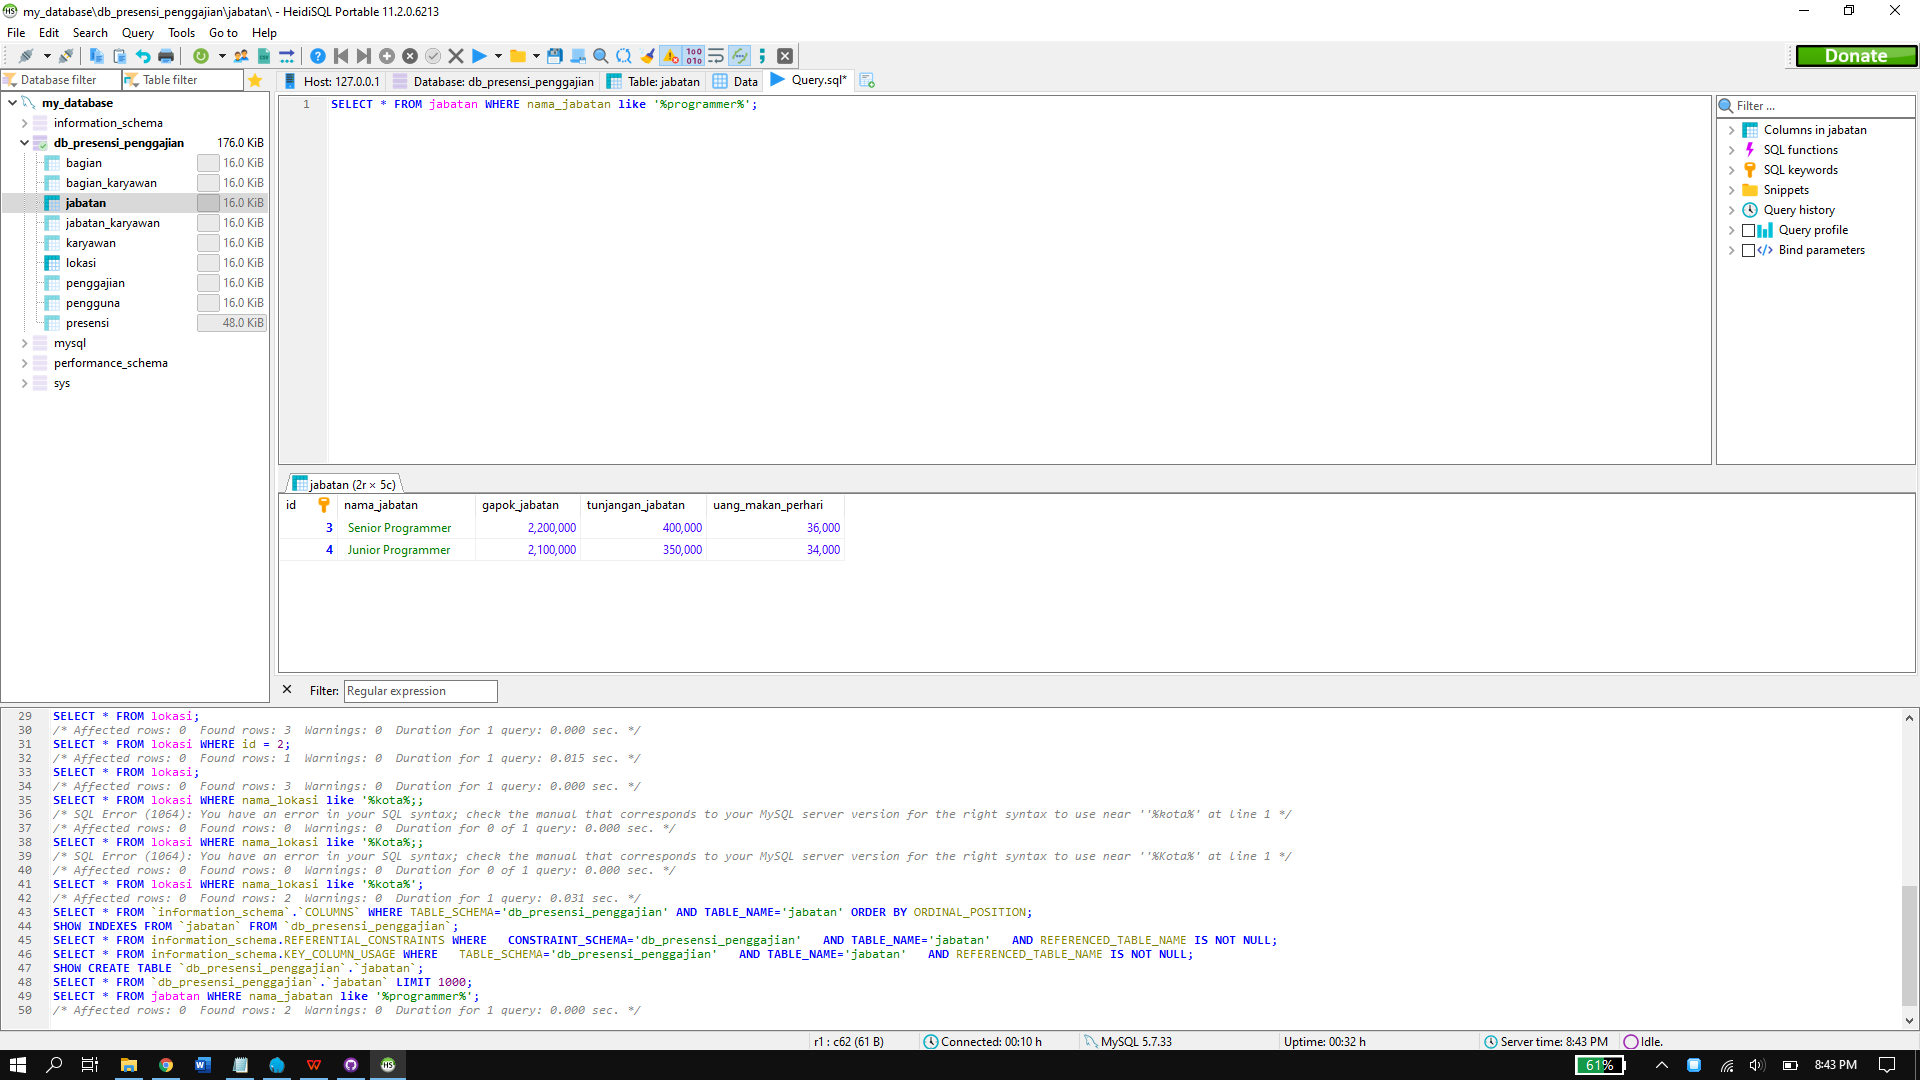 my_database\db_presensi_penggajian\jabatan\ - HeidiSQL Portable 11.2.0.6213
File Edit Search Query Tools Go to Help
Donate
Database filter Table filter Host: 127.0.0.1 Database: db_presensi_penggajian Table: jabatan Data Query.sql*
my_database
information_schema
db_presensi_penggajian 176.0 KiB
bagian 16.0 KiB
bagian_karyawan 16.0 KiB
jabatan 16.0 KiB
jabatan_karyawan 16.0 KiB
karyawan 16.0 KiB
lokasi 16.0 KiB
penggajian 16.0 KiB
pengguna 16.0 KiB
presensi 48.0 KiB
mysql
performance_schema
sys
1 SELECT * FROM jabatan WHERE nama_jabatan like '%programmer%';
Filter ...
Columns in jabatan
SQL functions
SQL keywords
Snippets
Query history
Query profile
Bind parameters
jabatan (2r × 5c)
id nama_jabatan gapok_jabatan tunjangan_jabatan uang_makan_perhari
3 Senior Programmer 2,200,000 400,000 36,000
4 Junior Programmer 2,100,000 350,000 34,000
Filter: Regular expression
29 SELECT * FROM lokasi;
30 /* Affected rows: 0 Found rows: 3 Warnings: 0 Duration for 1 query: 0.000 sec. */
31 SELECT * FROM lokasi WHERE id = 2;
32 /* Affected rows: 0 Found rows: 1 Warnings: 0 Duration for 1 query: 0.015 sec. */
33 SELECT * FROM lokasi;
34 /* Affected rows: 0 Found rows: 3 Warnings: 0 Duration for 1 query: 0.000 sec. */
35 SELECT * FROM lokasi WHERE nama_lokasi like '%kota%;;
36 /* SQL Error (1064): You have an error in your SQL syntax; check the manual that corresponds to your MySQL server version for the right syntax to use near ''%kota%' at line 1 */
37 /* Affected rows: 0 Found rows: 0 Warnings: 0 Duration for 0 of 1 query: 0.000 sec. */
38 SELECT * FROM lokasi WHERE nama_lokasi like '%Kota%;;
39 /* SQL Error (1064): You have an error in your SQL syntax; check the manual that corresponds to your MySQL server version for the right syntax to use near ''%Kota%' at line 1 */
40 /* Affected rows: 0 Found rows: 0 Warnings: 0 Duration for 0 of 1 query: 0.000 sec. */
41 SELECT * FROM lokasi WHERE nama_lokasi like '%kota%';
42 /* Affected rows: 0 Found rows: 2 Warnings: 0 Duration for 1 query: 0.031 sec. */
43 SELECT * FROM `information_schema`.`COLUMNS` WHERE TABLE_SCHEMA='db_presensi_penggajian' AND TABLE_NAME='jabatan' ORDER BY ORDINAL_POSITION;
44 SHOW INDEXES FROM `jabatan` FROM `db_presensi_penggajian`;
45 SELECT * FROM information_schema.REFERENTIAL_CONSTRAINTS WHERE CONSTRAINT_SCHEMA='db_presensi_penggajian' AND TABLE_NAME='jabatan' AND REFERENCED_TABLE_NAME IS NOT NULL;
46 SELECT * FROM information_schema.KEY_COLUMN_USAGE WHERE TABLE_SCHEMA='db_presensi_penggajian' AND TABLE_NAME='jabatan' AND REFERENCED_TABLE_NAME IS NOT NULL;
47 SHOW CREATE TABLE `db_presensi_penggajian`.`jabatan`;
48 SELECT * FROM `db_presensi_penggajian`.`jabatan` LIMIT 1000;
49 SELECT * FROM jabatan WHERE nama_jabatan like '%programmer%';
50 /* Affected rows: 0 Found rows: 2 Warnings: 0 Duration for 1 query: 0.000 sec. */
r1 : c62 (61 B) Connected: 00:10 h MySQL 5.7.33 Uptime: 00:32 h Server time: 8:43 PM Idle.
61% 8:43 PM